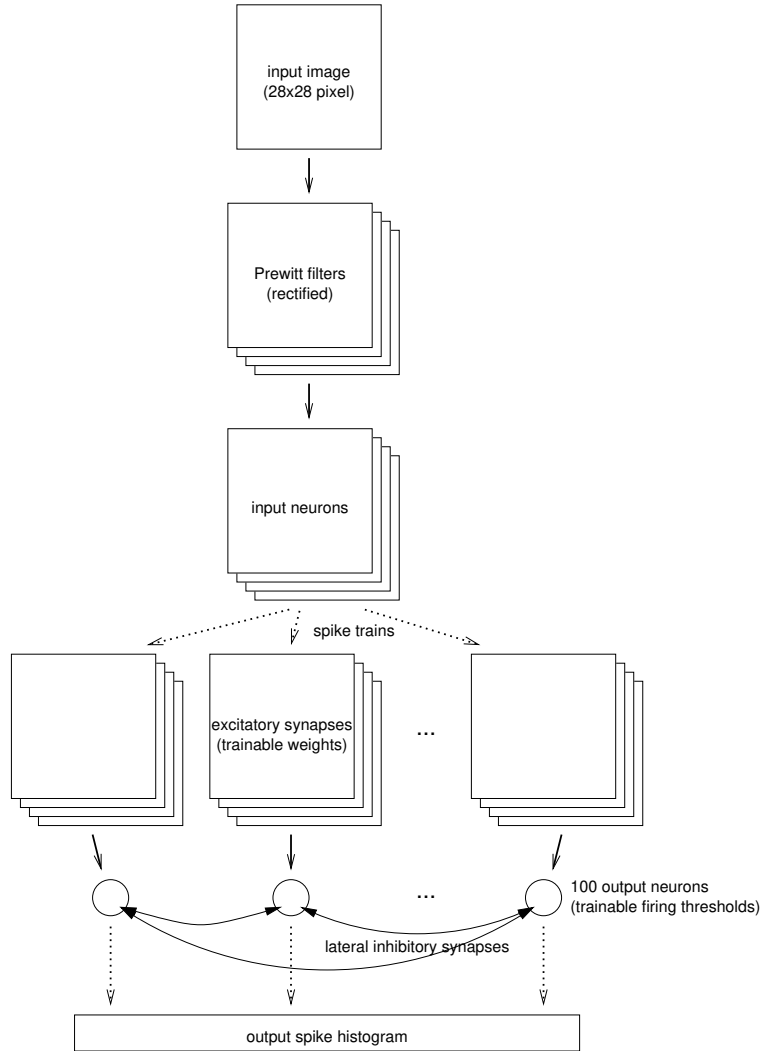 input image
(28x28 pixel)
Prewitt filters
(rectified)
input neurons
spike trains
excitatory synapses
(trainable weights)
...
...
100 output neurons
(trainable firing thresholds)
lateral inhibitory synapses
output spike histogram